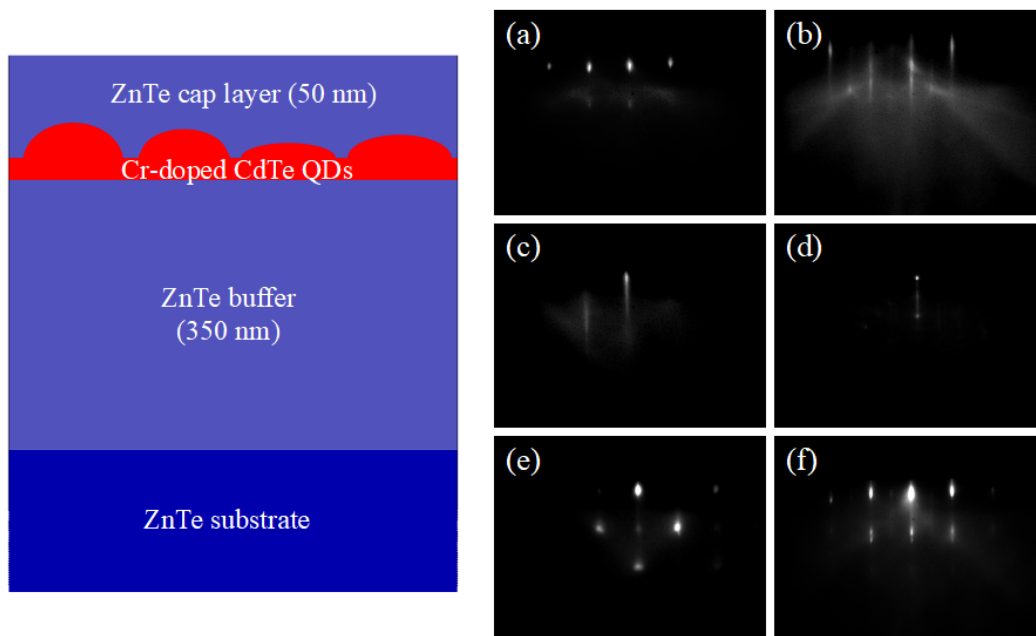 ZnTe cap layer (50 nm)
Cr-doped CdTe QDs
ZnTe buffer
(350 nm)
ZnTe substrate
(a)
(b)
(c)
(d)
(e)
(f)